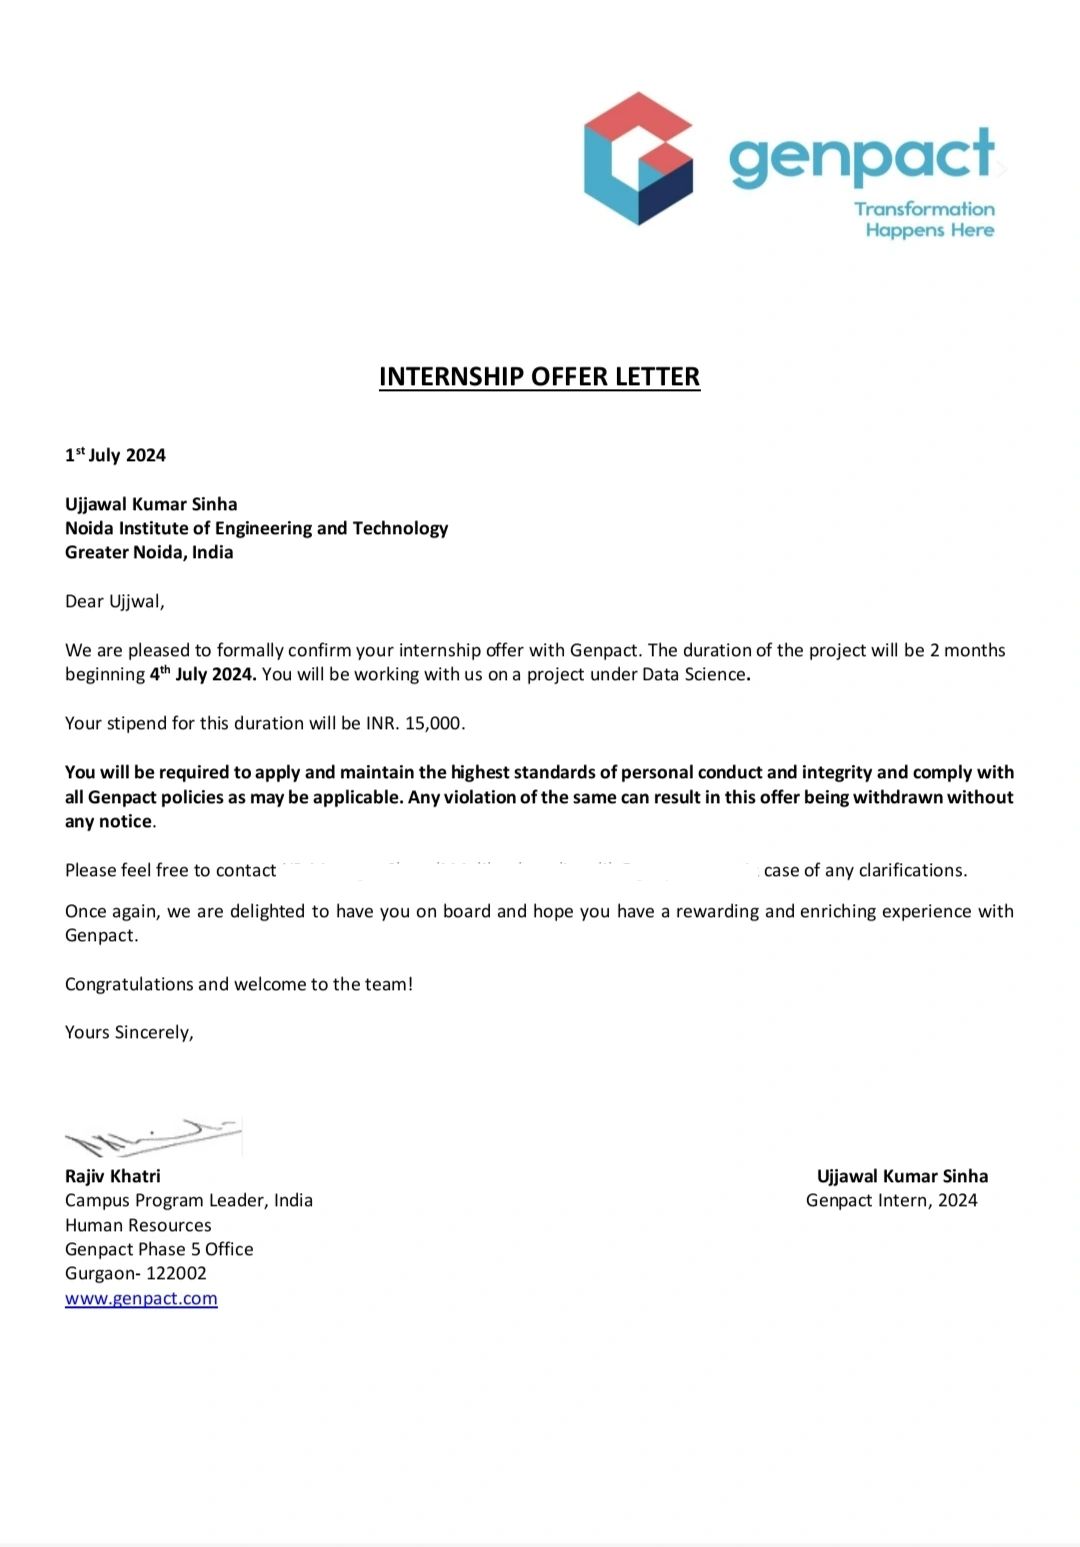 genpact
Transformation
Happens Here
INTERNSHIP OFFER LETTER
1st July 2024
Ujjawal Kumar Sinha
Noida Institute of Engineering and Technology
Greater Noida, India
Dear Ujjwal,
We are pleased to formally confirm your internship offer with Genpact. The duration of the project will be 2 months
beginning 4th July 2024. You will be working with us on a project under Data Science.
Your stipend for this duration will be INR. 15,000.
You will be required to apply and maintain the highest standards of personal conduct and integrity and comply with
all Genpact policies as may be applicable. Any violation of the same can result in this offer being withdrawn without
any notice.
Please feel free to contact case of any clarifications.
Once again, we are delighted to have you on board and hope you have a rewarding and enriching experience with
Genpact.
Congratulations and welcome to the team!
Yours Sincerely,
Rajiv Khatri
Campus Program Leader, India
Human Resources
Genpact Phase 5 Office
Gurgaon- 122002
www.genpact.com
Ujjawal Kumar Sinha
Genpact Intern, 2024